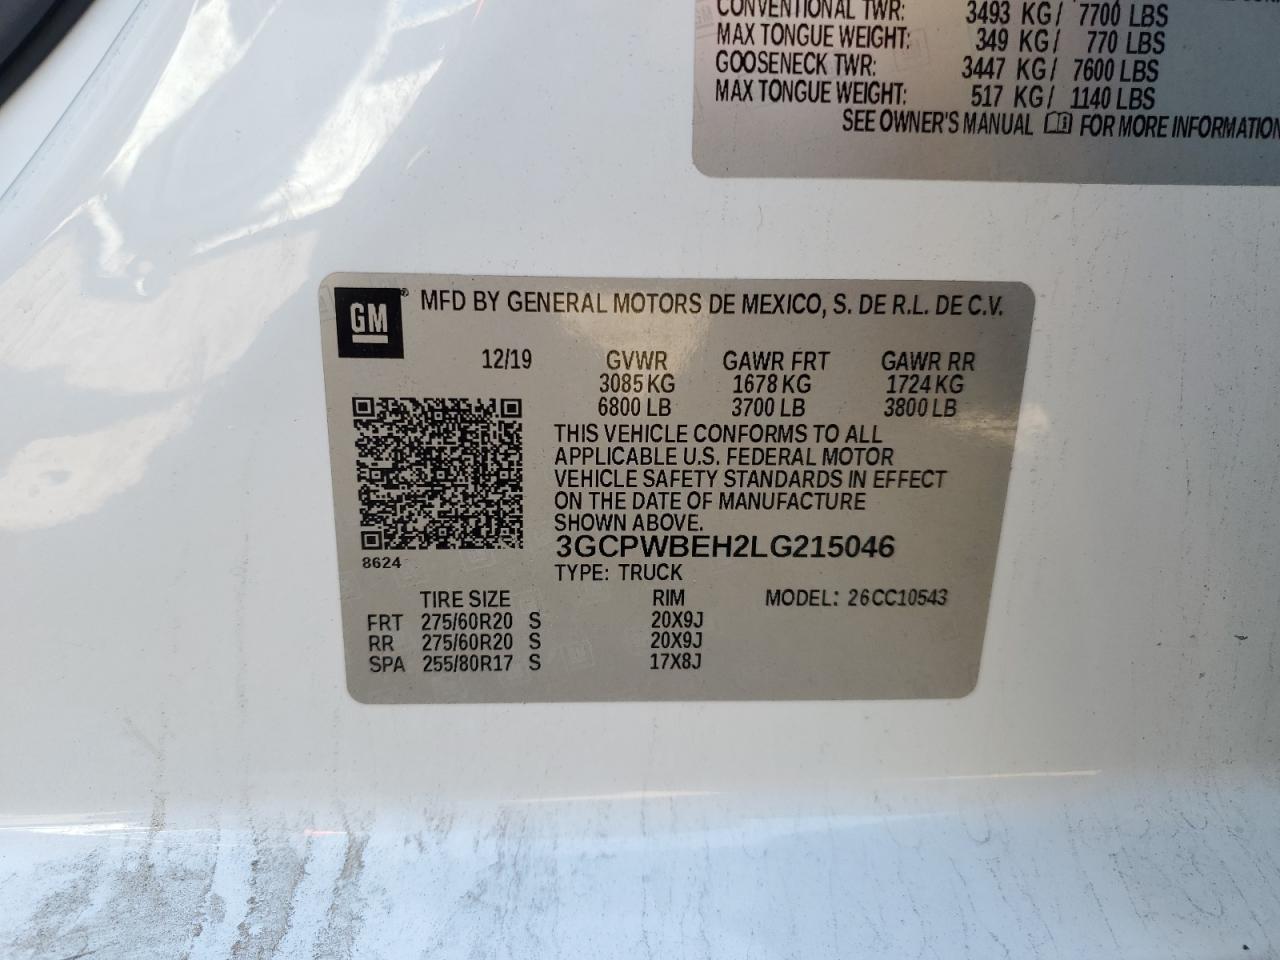 CONVENTIONAL TWR: 3493 KG/ 7700 LBS
MAX TONGUE WEIGHT: 349 KG/ 770 LBS
GOOSENECK TWR: 3447 KG/ 7600 LBS
MAX TONGUE WEIGHT: 517 KG/ 1140 LBS
SEE OWNER'S MANUAL FOR MORE INFORMATION
GM® MFD BY GENERAL MOTORS DE MEXICO, S. DE R.L. DE C.V.
12/19 GVWR GAWR FRT GAWR RR
3085 KG 1678 KG 1724 KG
6800 LB 3700 LB 3800 LB
THIS VEHICLE CONFORMS TO ALL
APPLICABLE U.S. FEDERAL MOTOR
VEHICLE SAFETY STANDARDS IN EFFECT
ON THE DATE OF MANUFACTURE
SHOWN ABOVE.
3GCPWBEH2LG215046
8624
TYPE: TRUCK
TIRE SIZE RIM MODEL: 26CC10543
FRT 275/60R20 S 20X9J
RR 275/60R20 S 20X9J
SPA 255/80R17 S 17X8J